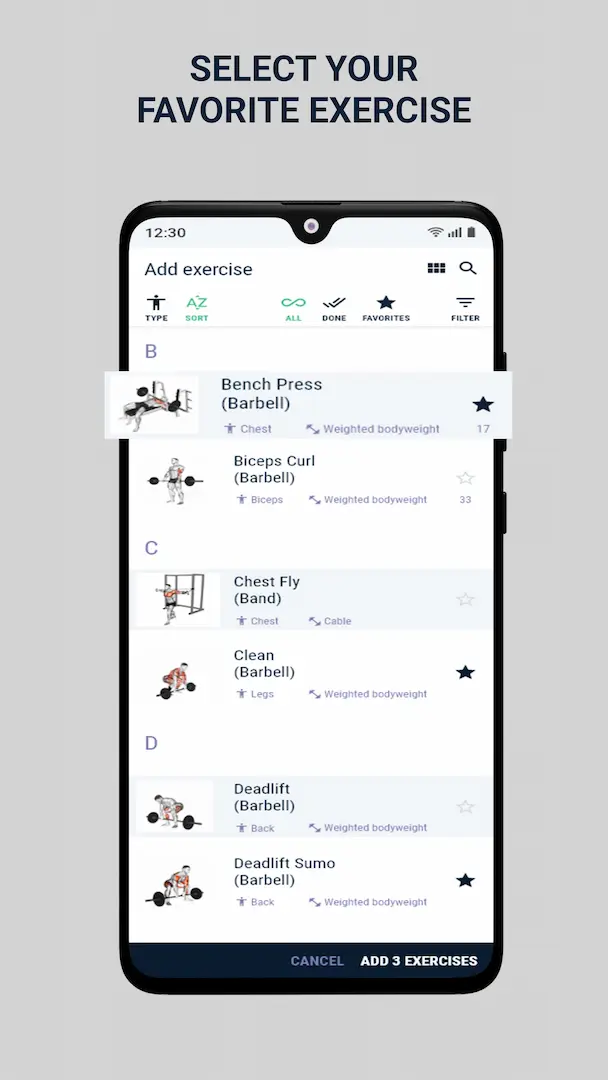 SELECT YOUR
FAVORITE EXERCISE
12:30
Add exercise
TYPE SORT ALL DONE FAVORITES FILTER
B
Bench Press
(Barbell)
Chest Weighted bodyweight 17
Biceps Curl
(Barbell)
Biceps Weighted bodyweight 33
C
Chest Fly
(Band)
Chest Cable
Clean
(Barbell)
Legs Weighted bodyweight
D
Deadlift
(Barbell)
Back Weighted bodyweight
Deadlift Sumo
(Barbell)
Back Weighted bodyweight
CANCEL ADD 3 EXERCISES